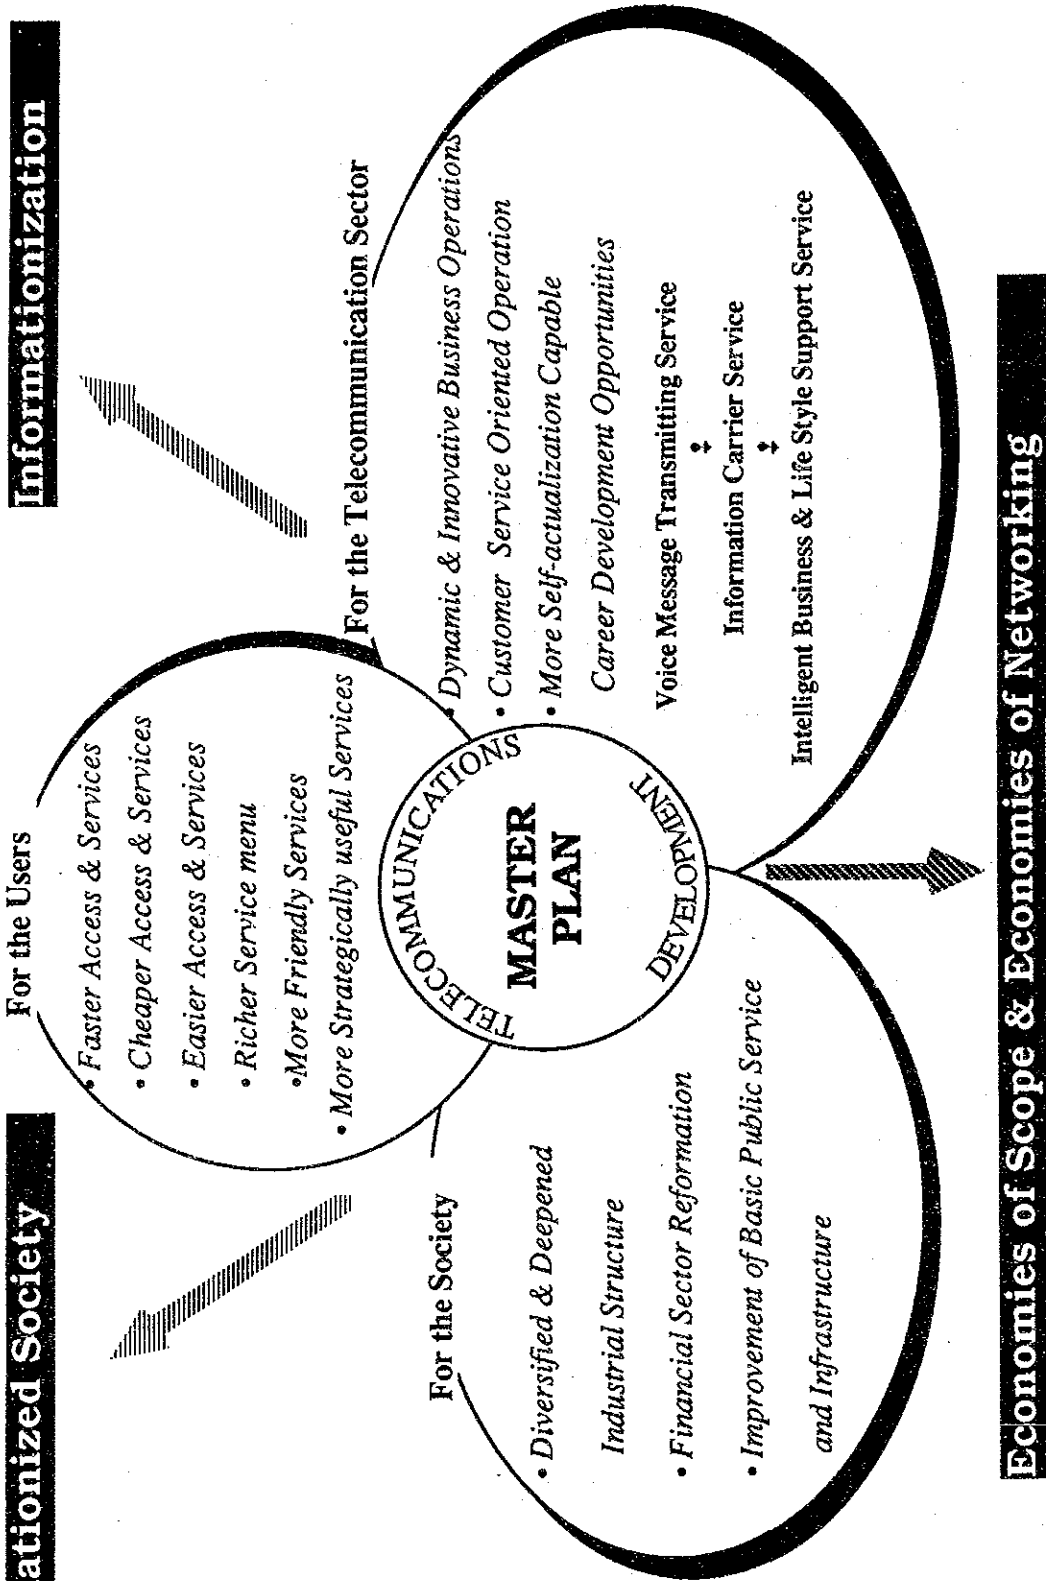 ationized Society
Informationization
For the Users
• Faster Access & Services
• Cheaper Access & Services
• Easier Access & Services
• Richer Service menu
•More Friendly Services
• More Strategically useful Services
For the Society
• Diversified & Deepened
Industrial Structure
• Financial Sector Reformation
• Improvement of Basic Public Service
and Infrastructure
TELECOMMUNICATIONS
MASTER
PLAN
DEVELOPMENT
For the Telecommunication Sector
• Dynamic & Innovative Business Operations
• Customer Service Oriented Operation
• More Self-actualization Capable
Career Development Opportunities
Voice Message Transmitting Service
Information Carrier Service
Intelligent Business & Life Style Support Service
Economies of Scope & Economies of Networking